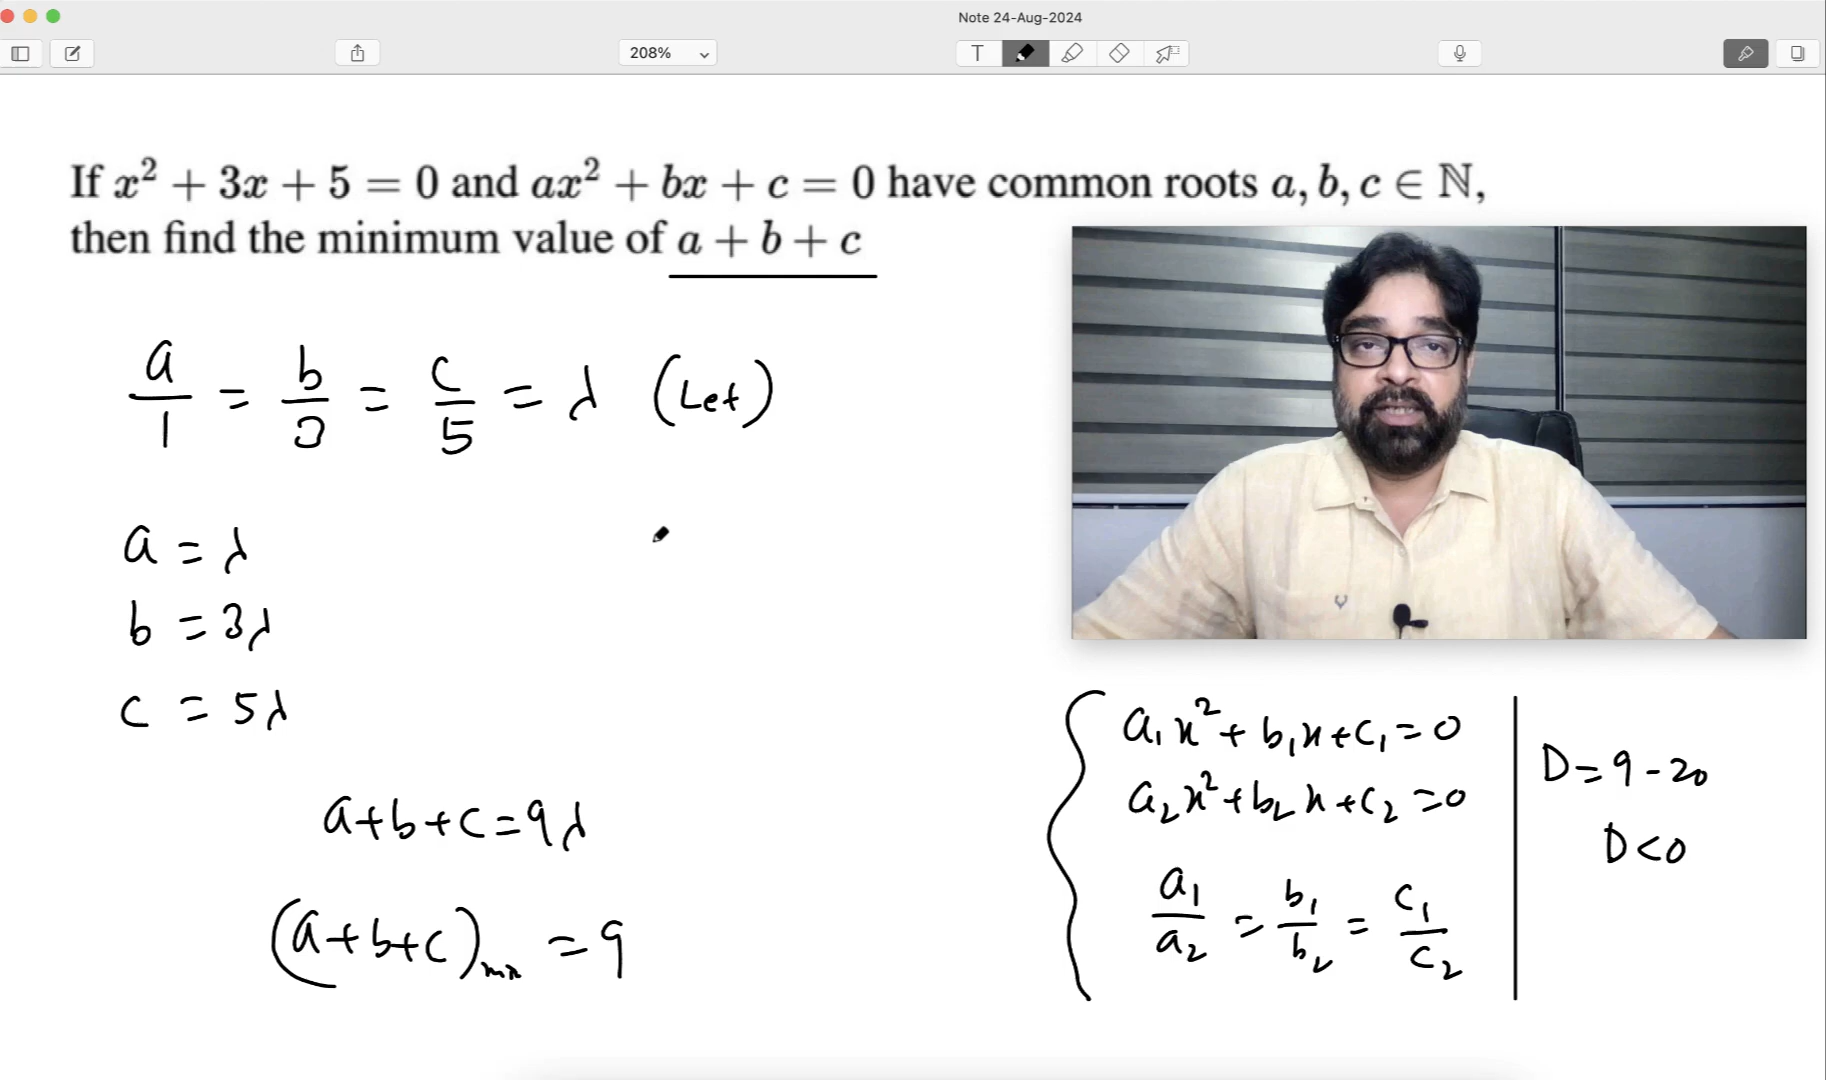 Note 24-Aug-2024
208%
T
If x² + 3x + 5 = 0 and ax² + bx + c = 0 have common roots a, b, c ∈ ℕ,
then find the minimum value of a + b + c
a/1 = b/3 = c/5 = λ (Let)
a = λ
b = 3λ
c = 5λ
a+b+c=9λ
(a+b+c)min = 9
a₁x²+b₁x+c₁=0
a₂x²+b₂x+c₂=0
a₁/a₂ = b₁/b₂ = c₁/c₂
D=9-20
D<0